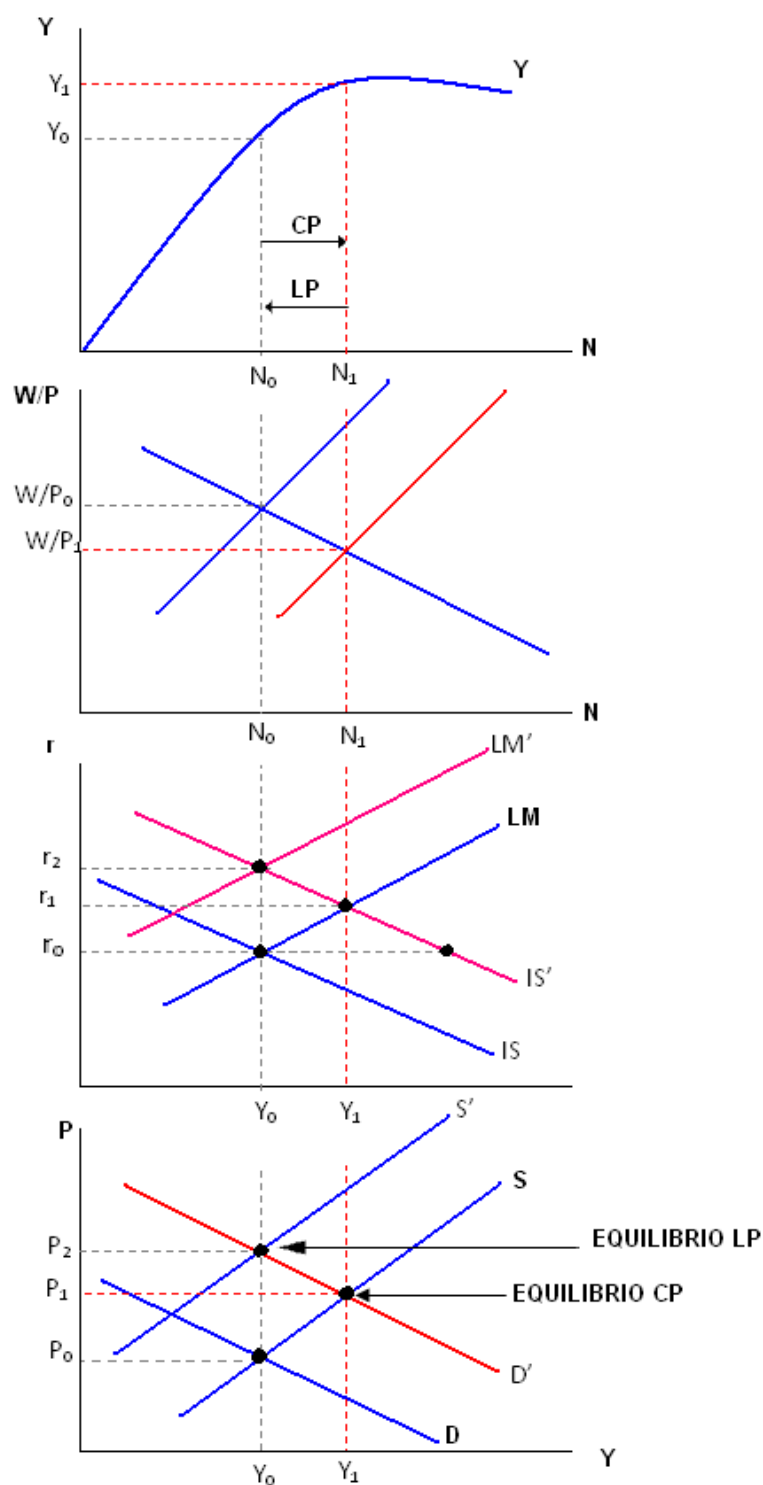 Y
Y
Y₁
Y₀
CP
LP
N
N₀ N₁
W/P
W/P₀
W/P₁
N
N₀ N₁
r
LM'
LM
r₂
r₁
r₀
IS'
IS
Y₀ Y₁
S'
P
S
P₂
EQUILIBRIO LP
P₁
EQUILIBRIO CP
P₀
D'
D
Y
Y₀ Y₁